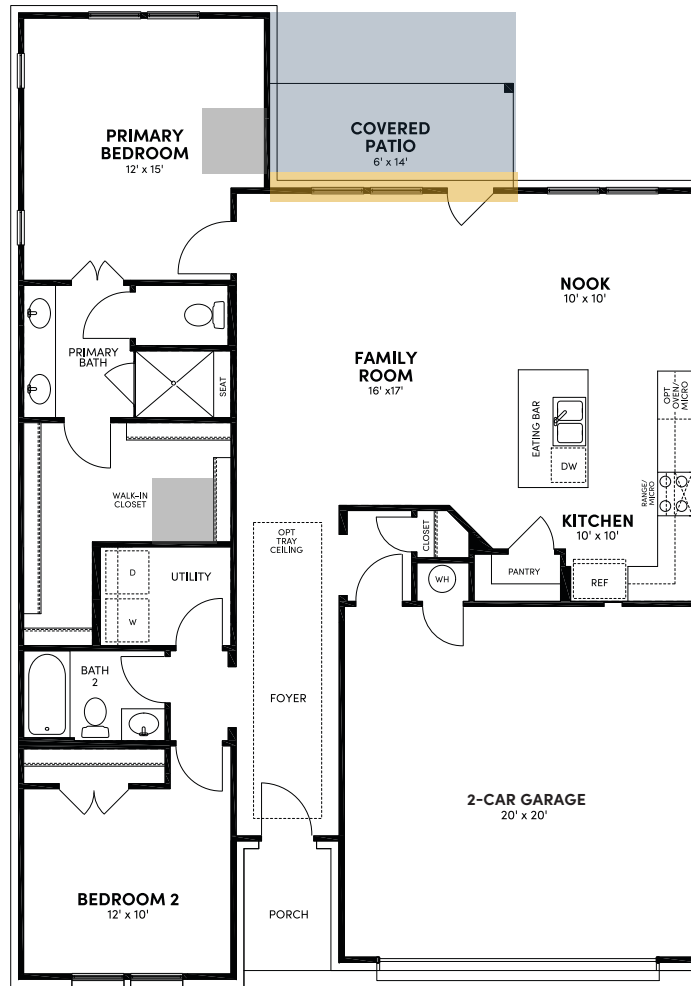 PRIMARY
BEDROOM
12' x 15'
COVERED
PATIO
6' x 14'
NOOK
10' x 10'
PRIMARY
BATH
SEAT
FAMILY
ROOM
16' x17'
EATING BAR
DW
OPT
OVEN/
MICRO
RANGE/
MICRO
WALK-IN
CLOSET
OPT
TRAY
CEILING
CLOSET
KITCHEN
10' x 10'
D
UTILITY
WH
PANTRY
REF
W
BATH
2
FOYER
2-CAR GARAGE
20' x 20'
BEDROOM 2
12' x 10'
PORCH